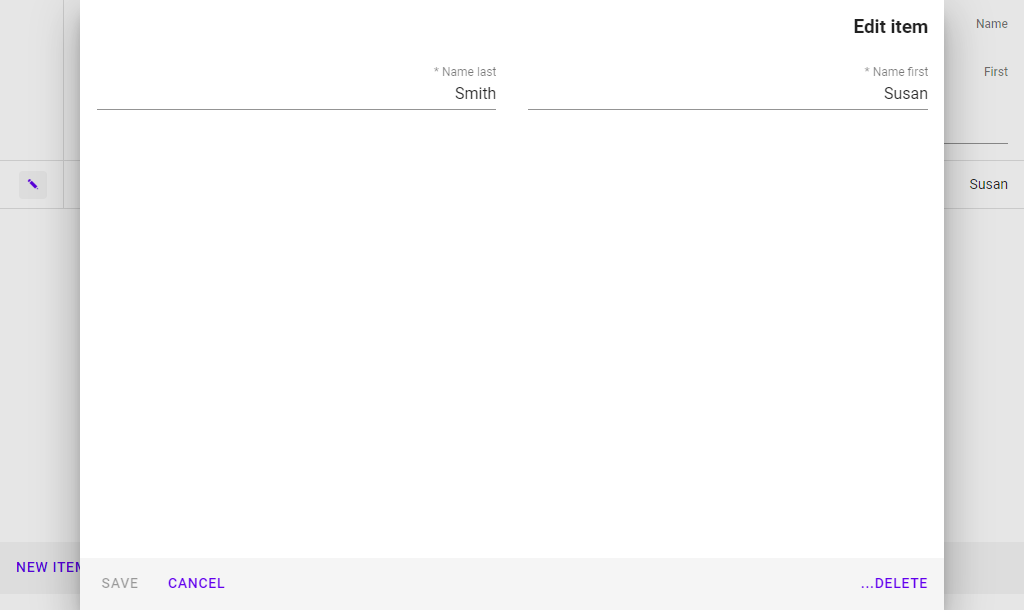 Edit item
Name
* Name first
* Name last
First
Susan
Smith
Susan
NEW ITEM
SAVE
CANCEL
...DELETE